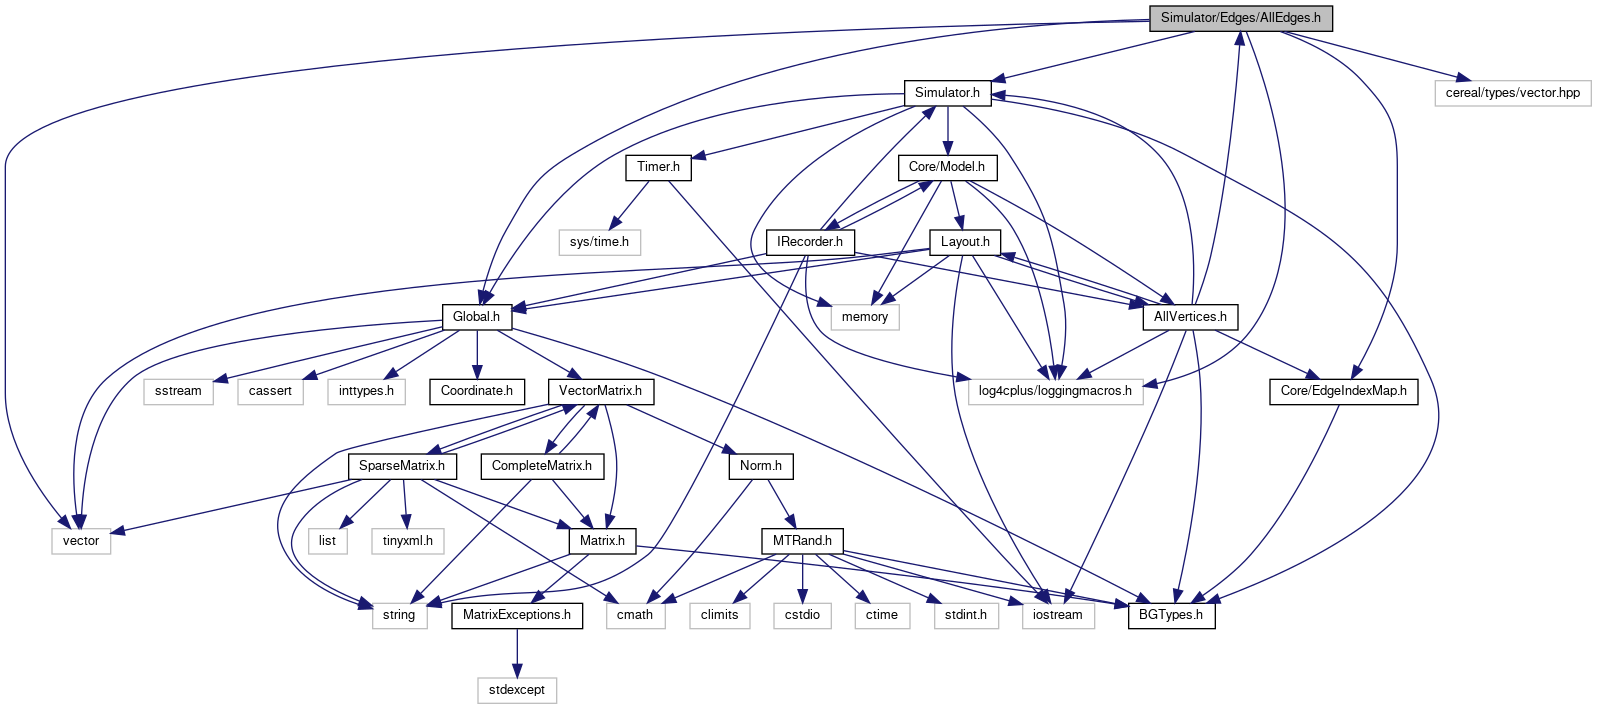 Simulator/Edges/AllEdges.h
Simulator.h
cereal/types/vector.hpp
Timer.h
Core/Model.h
sys/time.h
IRecorder.h
Layout.h
Global.h
memory
AllVertices.h
sstream
cassert
inttypes.h
Coordinate.h
VectorMatrix.h
log4cplus/loggingmacros.h
Core/EdgeIndexMap.h
SparseMatrix.h
CompleteMatrix.h
Norm.h
vector
list
tinyxml.h
Matrix.h
MTRand.h
string
MatrixExceptions.h
cmath
climits
cstdio
ctime
stdint.h
iostream
BGTypes.h
stdexcept